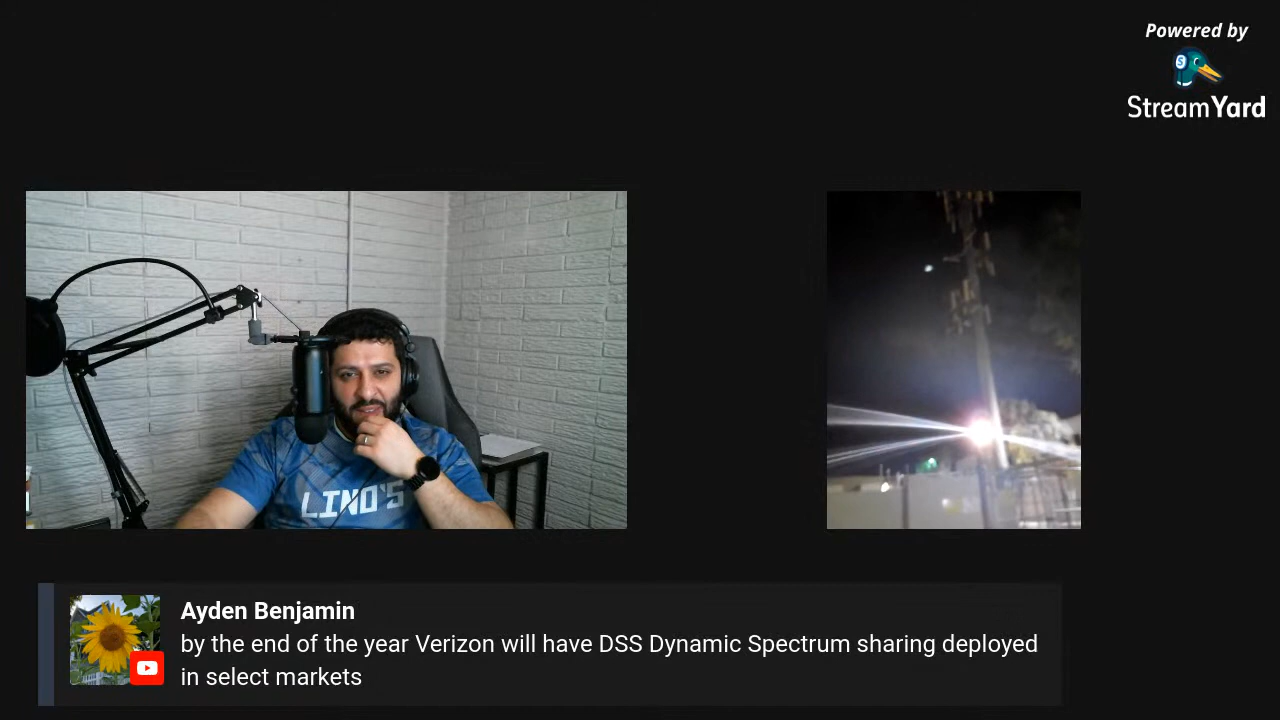 Powered by
StreamYard
LINO'S
Ayden Benjamin
by the end of the year Verizon will have DSS Dynamic Spectrum sharing deployed
in select markets